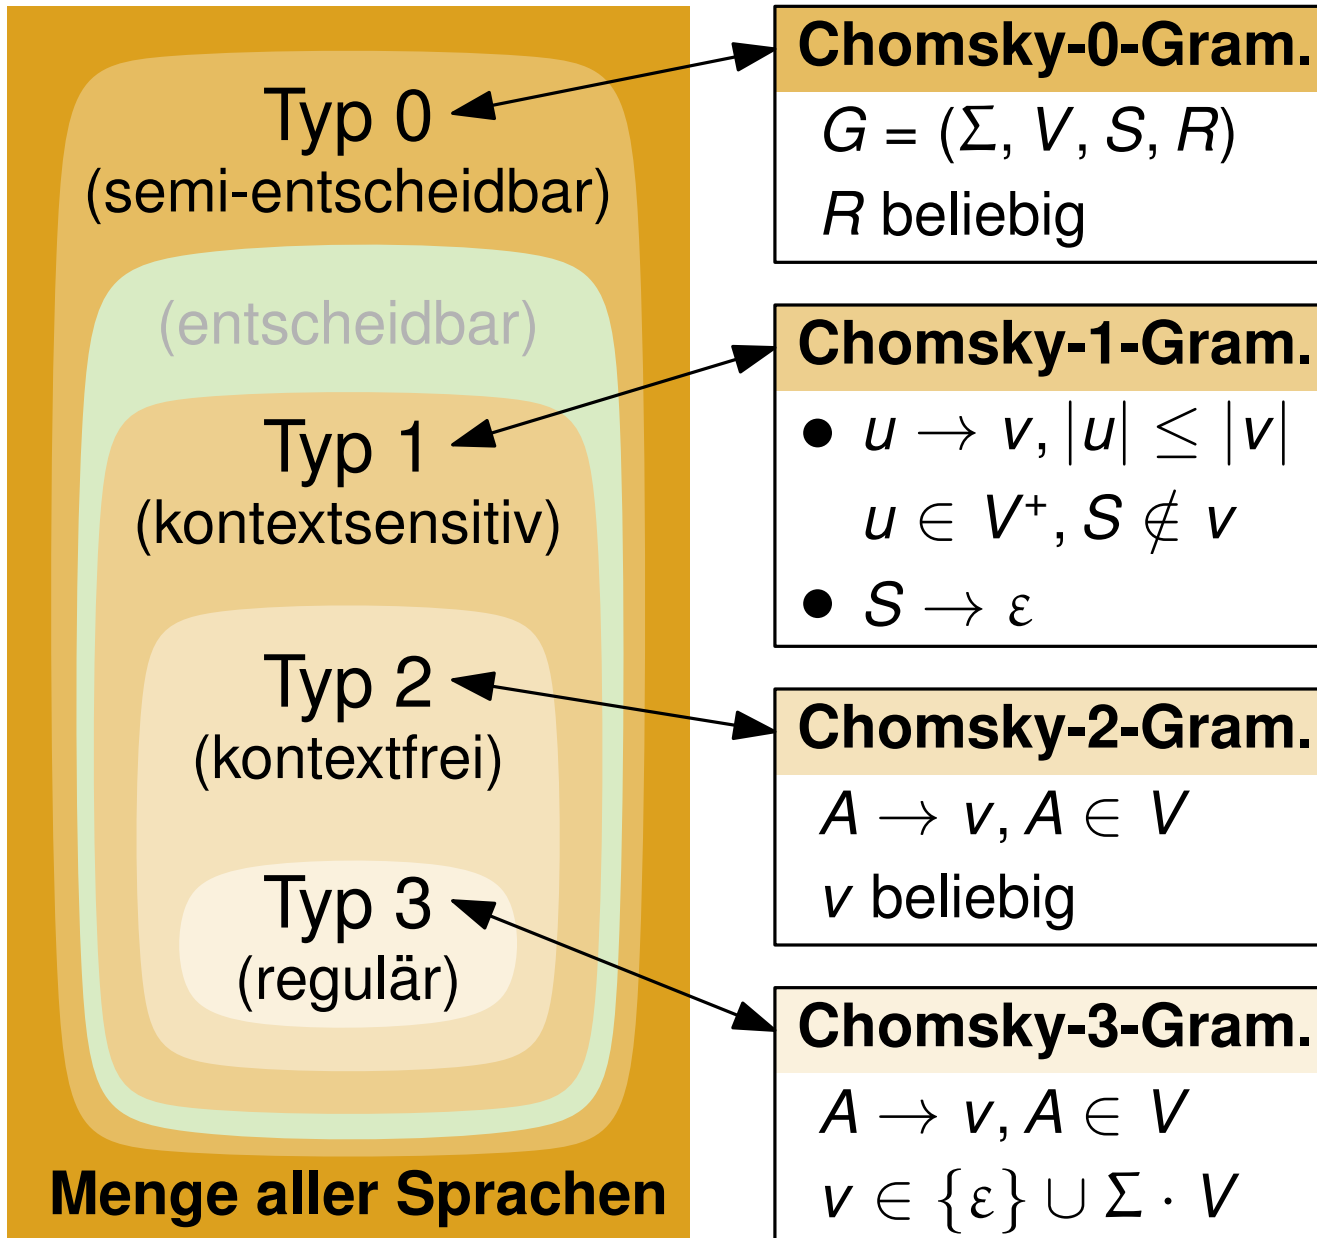 Typ 0
(semi-entscheidbar)
(entscheidbar)
Typ 1
(kontextsensitiv)
Typ 2
(kontextfrei)
Typ 3
(regulär)
Menge aller Sprachen
Chomsky-0-Gram.
G = (Σ, V, S, R)
R beliebig
Chomsky-1-Gram.
● u → v, |u| ≤ |v|
u ∈ V⁺, S ∉ v
● S → ε
Chomsky-2-Gram.
A → v, A ∈ V
v beliebig
Chomsky-3-Gram.
A → v, A ∈ V
v ∈ {ε} ∪ Σ · V